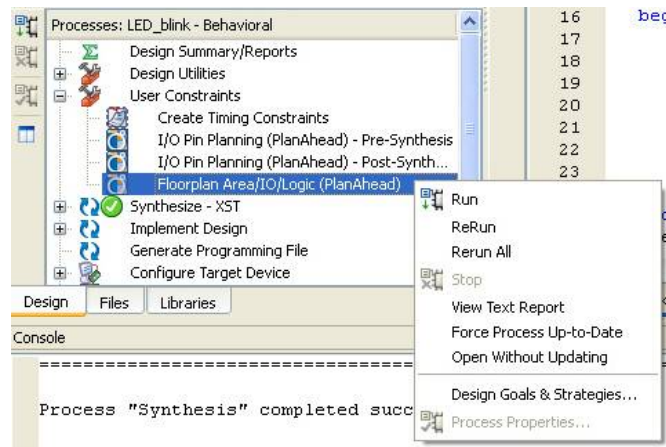 Processes: LED_blink - Behavioral
Design Summary/Reports
Design Utilities
User Constraints
Create Timing Constraints
I/O Pin Planning (PlanAhead) - Pre-Synthesis
I/O Pin Planning (PlanAhead) - Post-Synth...
Floorplan Area/IO/Logic (PlanAhead)
Synthesize - XST
Implement Design
Generate Programming File
Configure Target Device
16
17
18
19
20
21
22
23
Run
ReRun
Rerun All
Stop
View Text Report
Force Process Up-to-Date
Open Without Updating
Design Goals & Strategies...
Process Properties...
Design Files Libraries
Console
Process "Synthesis" completed succ